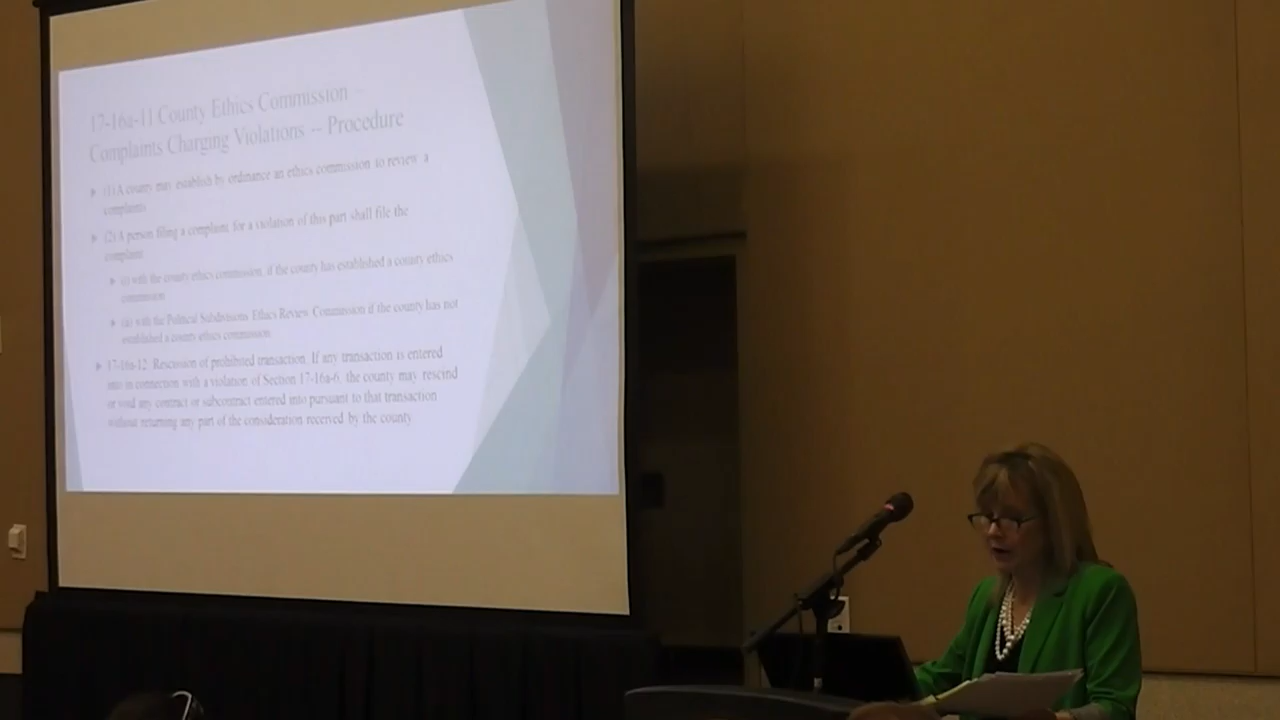 17-16a-11 County Ethics Commission –
Complaints Charging Violations -- Procedure
(1) A county may establish by ordinance an ethics commission to review a
complaints
(2) A person filing a complaint for a violation of this part shall file the
complaint:
(i) with the county ethics commission, if the county has established a county ethics
commission
(ii) with the Political Subdivisions Ethics Review Commission if the county has not
established a county ethics commission.
17-16a-12. Rescission of prohibited transaction. If any transaction is entered
into in connection with a violation of Section 17-16a-6, the county may rescind
or void any contract or subcontract entered into pursuant to that transaction
without returning any part of the consideration received by the county